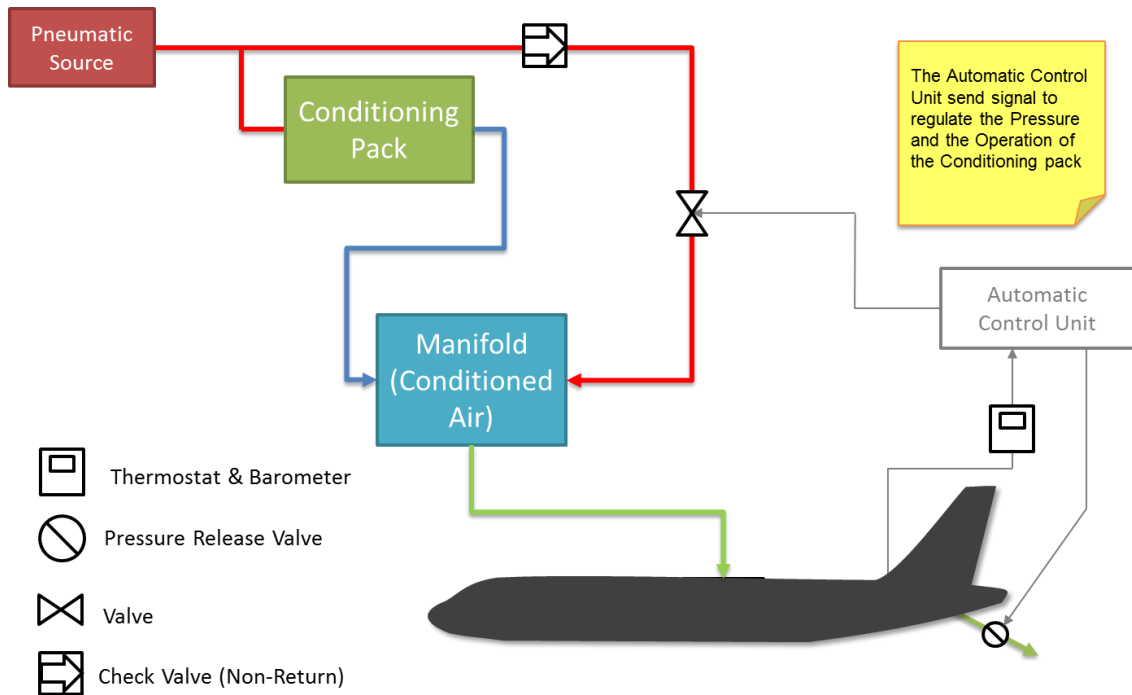 Pneumatic
Source
Conditioning
Pack
The Automatic Control
Unit send signal to
regulate the Pressure
and the Operation of
the Conditioning pack
Automatic
Control Unit
Manifold
(Conditioned
Air)
Thermostat & Barometer
Pressure Release Valve
Valve
Check Valve (Non-Return)